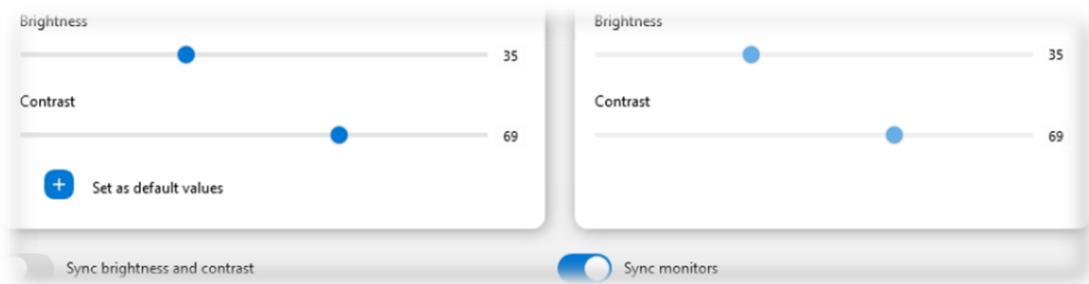 Brightness
35
Contrast
69
Set as default values
Brightness
35
Contrast
69
Sync brightness and contrast
Sync monitors